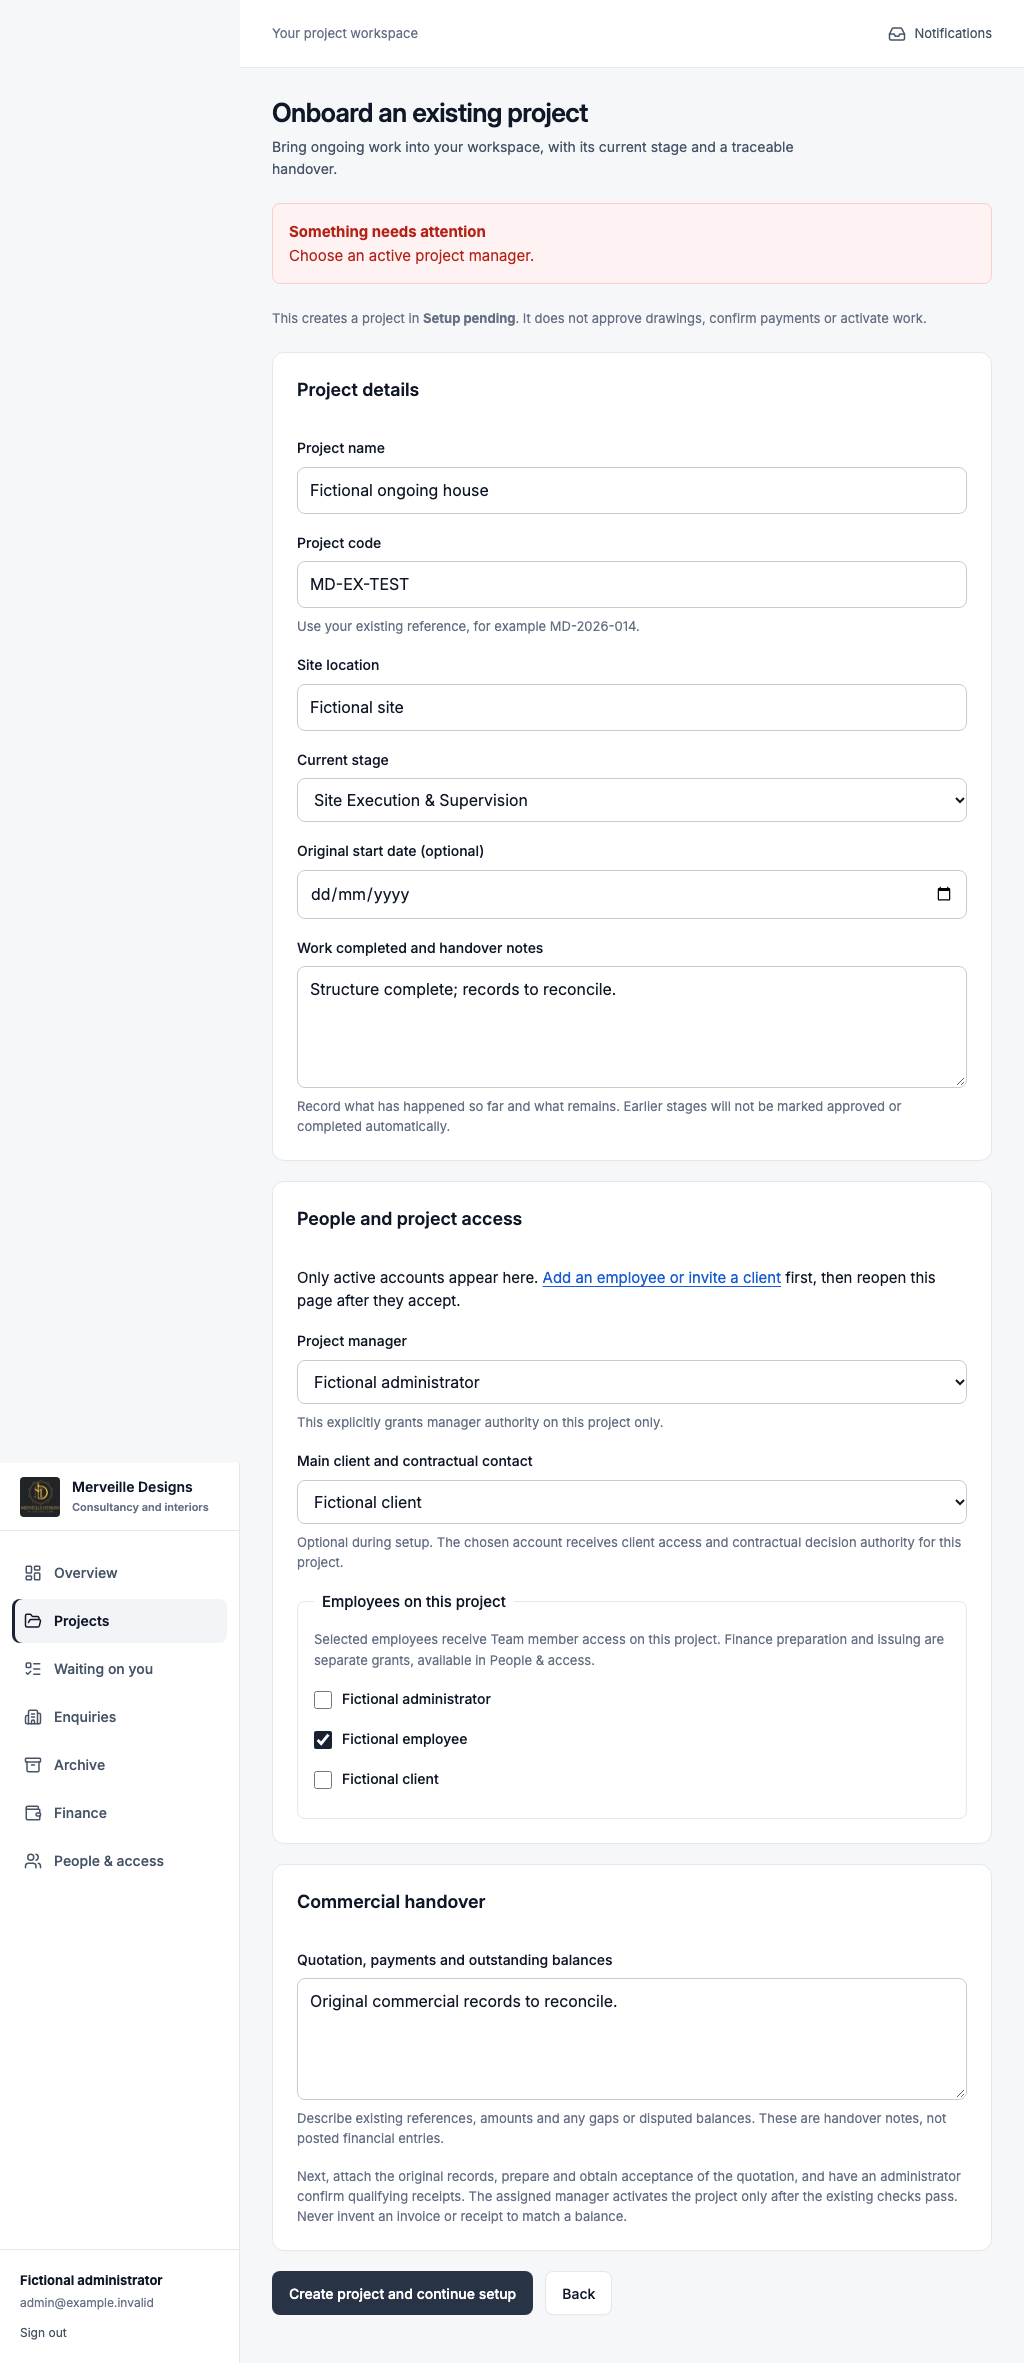 Your project workspace
Notifications
Onboard an existing project
Bring ongoing work into your workspace, with its current stage and a traceable
handover.
Something needs attention
Choose an active project manager.
This creates a project in Setup pending. It does not approve drawings, confirm payments or activate work.
Project details
Project name
Fictional ongoing house
Project code
MD-EX-TEST
Use your existing reference, for example MD-2026-014.
Site location
Fictional site
Current stage
Site Execution & Supervision
Original start date (optional)
dd/mm/yyyy
Work completed and handover notes
Structure complete; records to reconcile.
Record what has happened so far and what remains. Earlier stages will not be marked approved or
completed automatically.
People and project access
Only active accounts appear here. Add an employee or invite a client first, then reopen this
page after they accept.
Project manager
Fictional administrator
This explicitly grants manager authority on this project only.
Main client and contractual contact
Fictional client
Optional during setup. The chosen account receives client access and contractual decision authority for this
project.
Employees on this project
Selected employees receive Team member access on this project. Finance preparation and issuing are
separate grants, available in People & access.
Fictional administrator
Fictional employee
Fictional client
Commercial handover
Quotation, payments and outstanding balances
Original commercial records to reconcile.
Describe existing references, amounts and any gaps or disputed balances. These are handover notes, not
posted financial entries.
Next, attach the original records, prepare and obtain acceptance of the quotation, and have an administrator
confirm qualifying receipts. The assigned manager activates the project only after the existing checks pass.
Never invent an invoice or receipt to match a balance.
Create project and continue setup
Back
Merveille Designs
Consultancy and interiors
Overview
Projects
Waiting on you
Enquiries
Archive
Finance
People & access
Fictional administrator
admin@example.invalid
Sign out